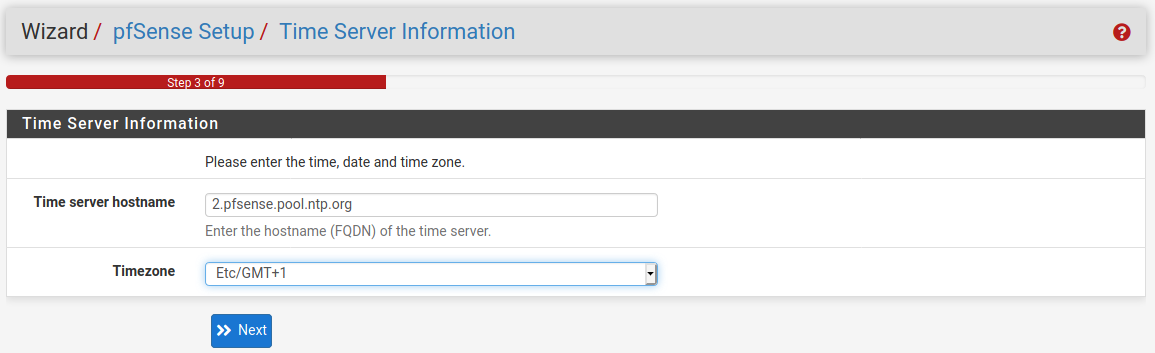 Wizard / pfSense Setup / Time Server Information
Step 3 of 9
Time Server Information
Please enter the time, date and time zone.
Time server hostname 2.pfsense.pool.ntp.org
Enter the hostname (FQDN) of the time server.
Timezone Etc/GMT+1
Next